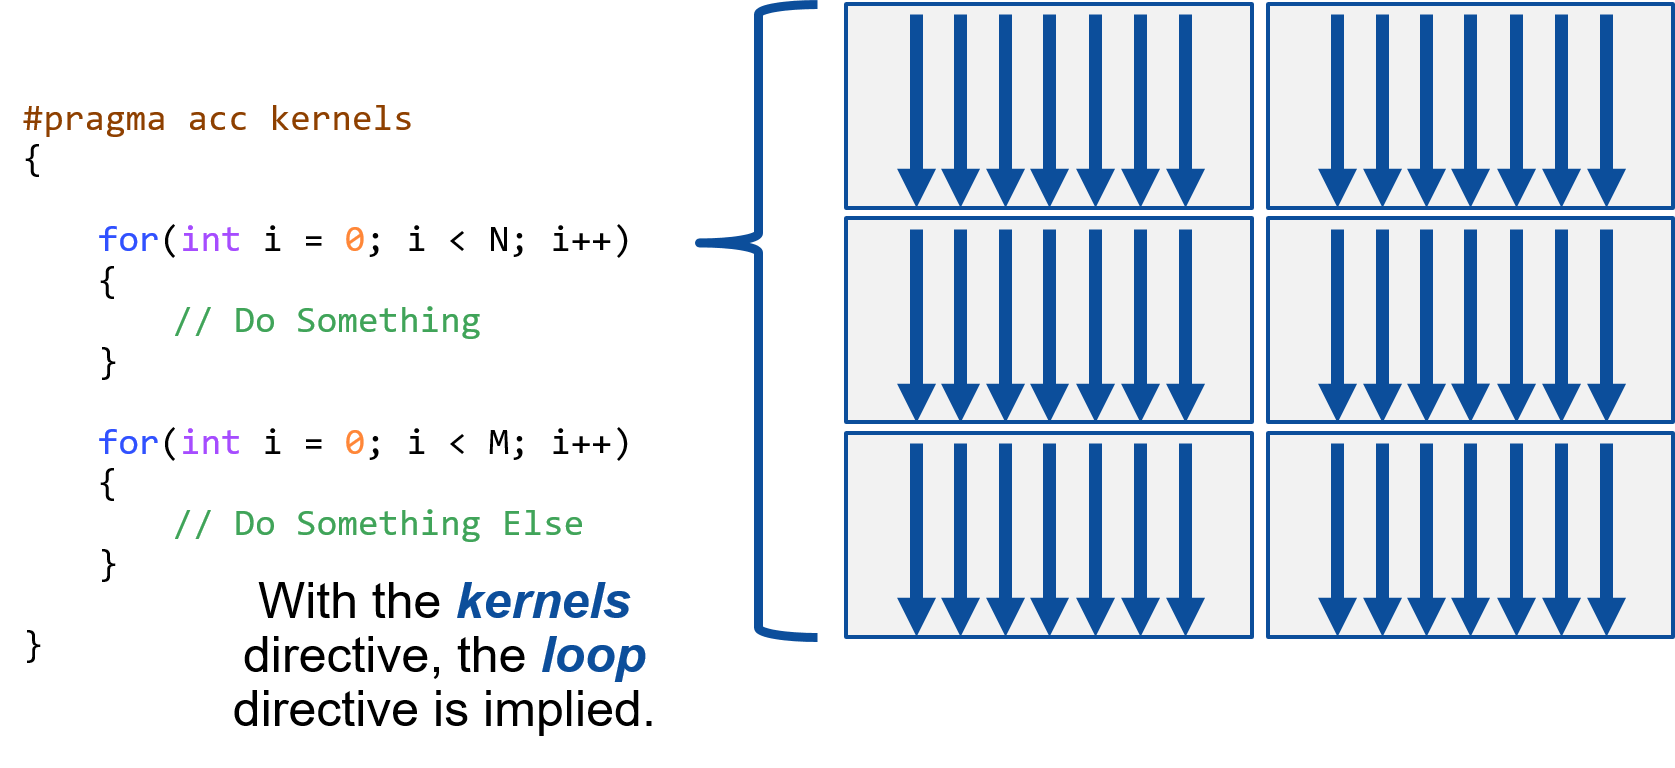 #pragma acc kernels
{
for(int i = 0; i < N; i++)
{
// Do Something
}
for(int i = 0; i < M; i++)
{
// Do Something Else
}
}
With the kernels
directive, the loop
directive is implied.